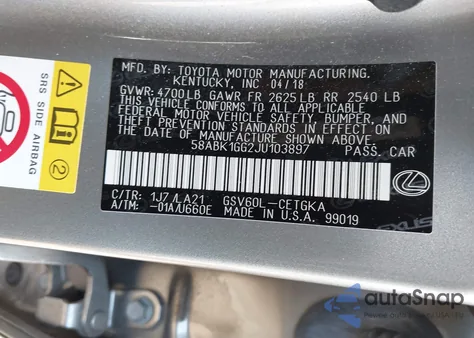 MFD. BY: TOYOTA MOTOR MANUFACTURING,
KENTUCKY, INC 04/18
GVWR: 4700LB GAWR FR 2625LB RR 2540 LB
THIS VEHICLE CONFORMS TO ALL APPLICABLE
FEDERAL MOTOR VEHICLE SAFETY, BUMPER, AND
THEFT PREVENTION STANDARDS IN EFFECT ON
THE DATE OF MANUFACTURE SHOWN ABOVE.
58ABK1GG2JU103897 PASS. CAR
C/TR: 1J7/LA21 GSV60L-CETGKA
A/TM: -01A/U660E MADE IN U.S.A. 99019
SRS SIDE AIRBAG
autoSnap